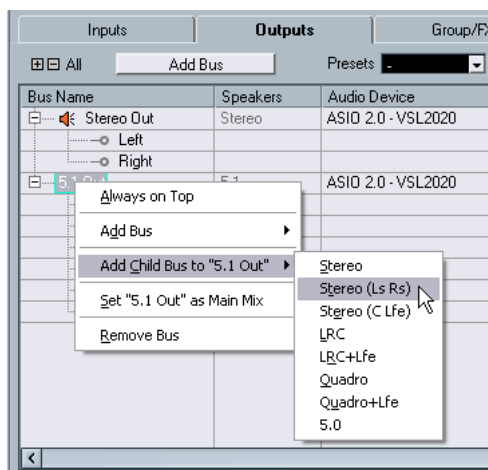 Inputs Outputs Group/F
All Add Bus Presets -
Bus Name Speakers Audio Device
Stereo Out Stereo ASIO 2.0 - VSL2020
Left
Right
5.1 Out 5.1 ASIO 2.0 - VSL2020
Always on Top
Add Bus
Add Child Bus to "5.1 Out"
Set "5.1 Out" as Main Mix
Remove Bus
Stereo
Stereo (Ls Rs)
Stereo (C Lfe)
LRC
LRC+Lfe
Quadro
Quadro+Lfe
5.0